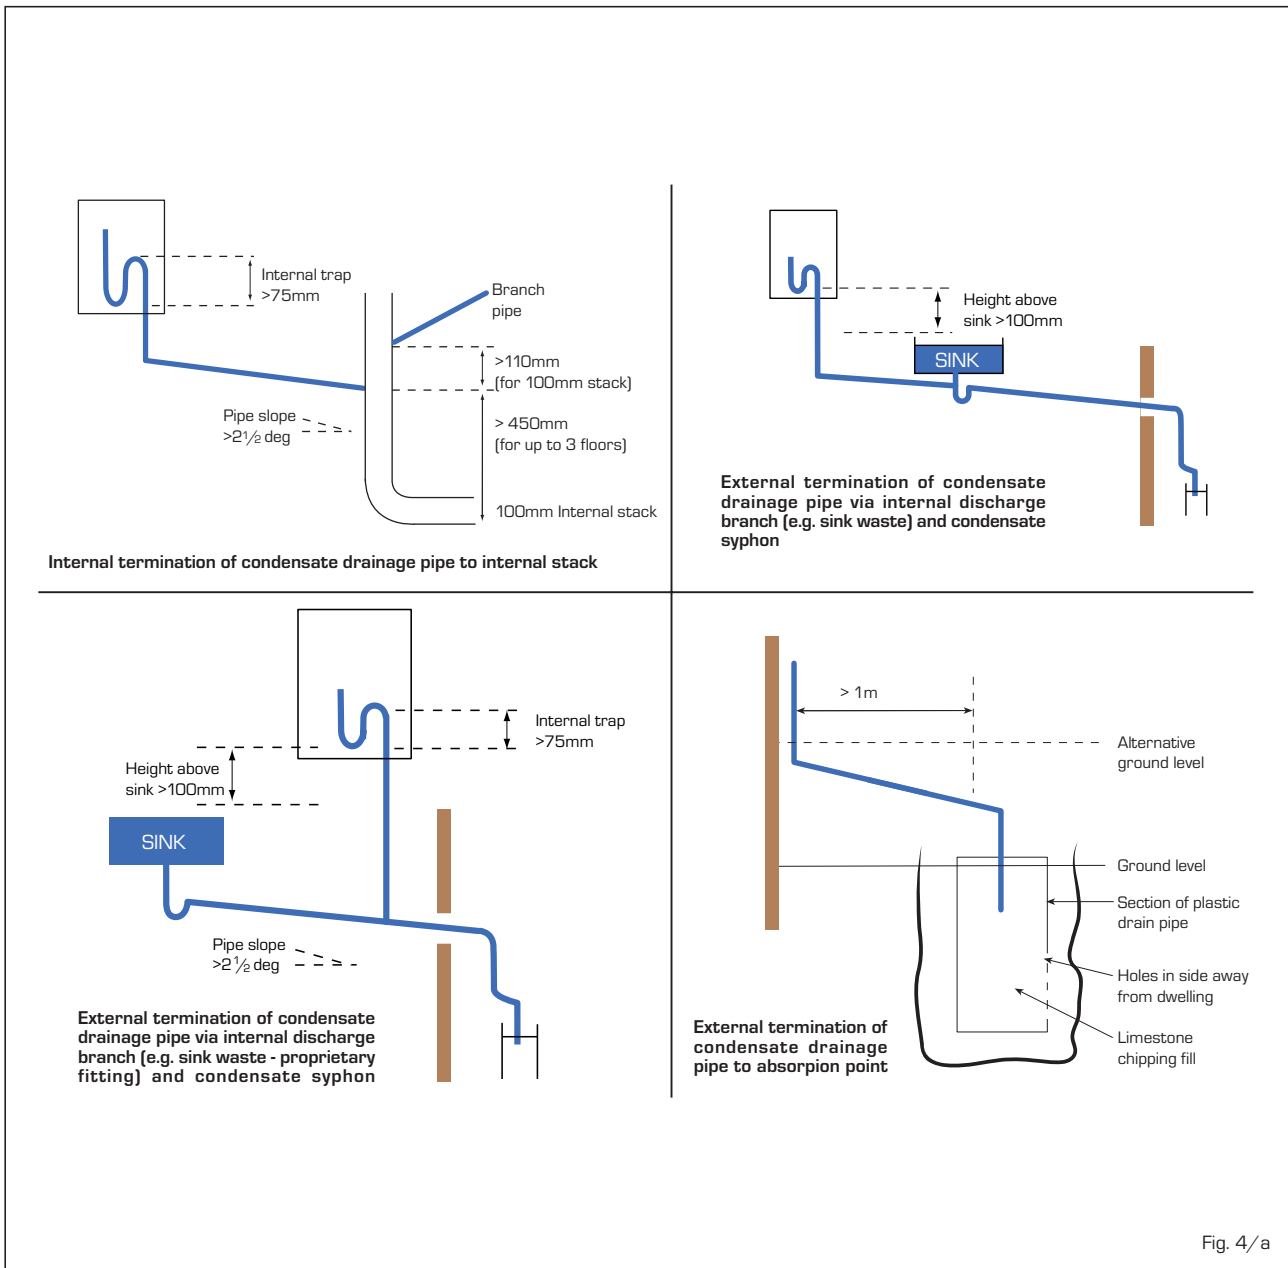 Internal trap
>75mm
Branch
pipe
>110mm
(for 100mm stack)
Pipe slope
>2½ deg
> 450mm
(for up to 3 floors)
100mm Internal stack
Internal termination of condensate drainage pipe to internal stack
Height above
sink >100mm
SINK
External termination of condensate
drainage pipe via internal discharge
branch (e.g. sink waste) and condensate
syphon
Internal trap
>75mm
Height above
sink >100mm
SINK
Pipe slope
>2½ deg
External termination of condensate
drainage pipe via internal discharge
branch (e.g. sink waste - proprietary
fitting) and condensate syphon
> 1m
Alternative
ground level
Ground level
Section of plastic
drain pipe
Holes in side away
from dwelling
Limestone
chipping fill
External termination of
condensate drainage
pipe to absorpion point
Fig. 4/a